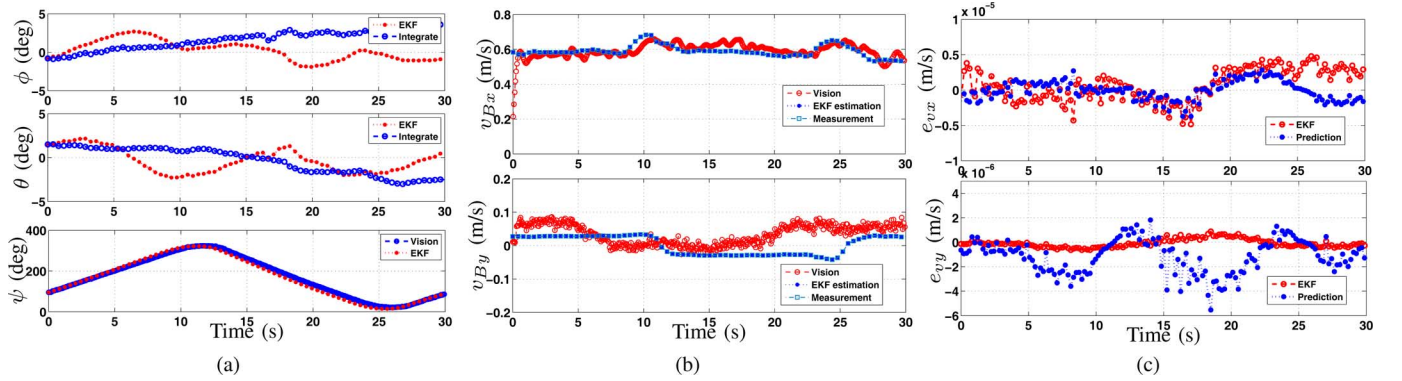 5
0
−5
ϕ (deg)
EKF
Integrate
0 5 10 15 20 25 30
5
0
−5
θ (deg)
EKF
Integrate
0 5 10 15 20 25 30
400
200
0
ψ (deg)
Vision
EKF
0 5 10 15 20 25 30
Time (s)
(a)
0.8
0.6
0.4
0.2
0
v_Bx (m/s)
Vision
EKF estimation
Measurement
0 5 10 15 20 25 30
0.2
0.1
0
−0.1
−0.2
v_By (m/s)
Vision
EKF estimation
Measurement
0 5 10 15 20 25 30
Time (s)
(b)
x 10^-5
1
0.5
0
−0.5
−1
e_vx (m/s)
EKF
Prediction
0 5 10 15 20 25 30
x 10^-6
4
2
0
−2
−4
−6
e_vy (m/s)
EKF
Prediction
0 5 10 15 20 25 30
Time (s)
(c)